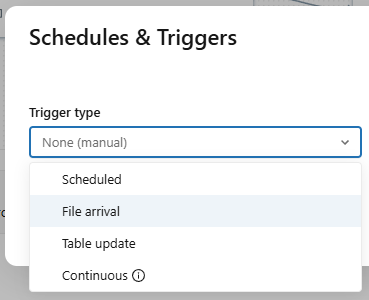 Schedules & Triggers
Trigger type
None (manual)
Scheduled
File arrival
Table update
Continuous